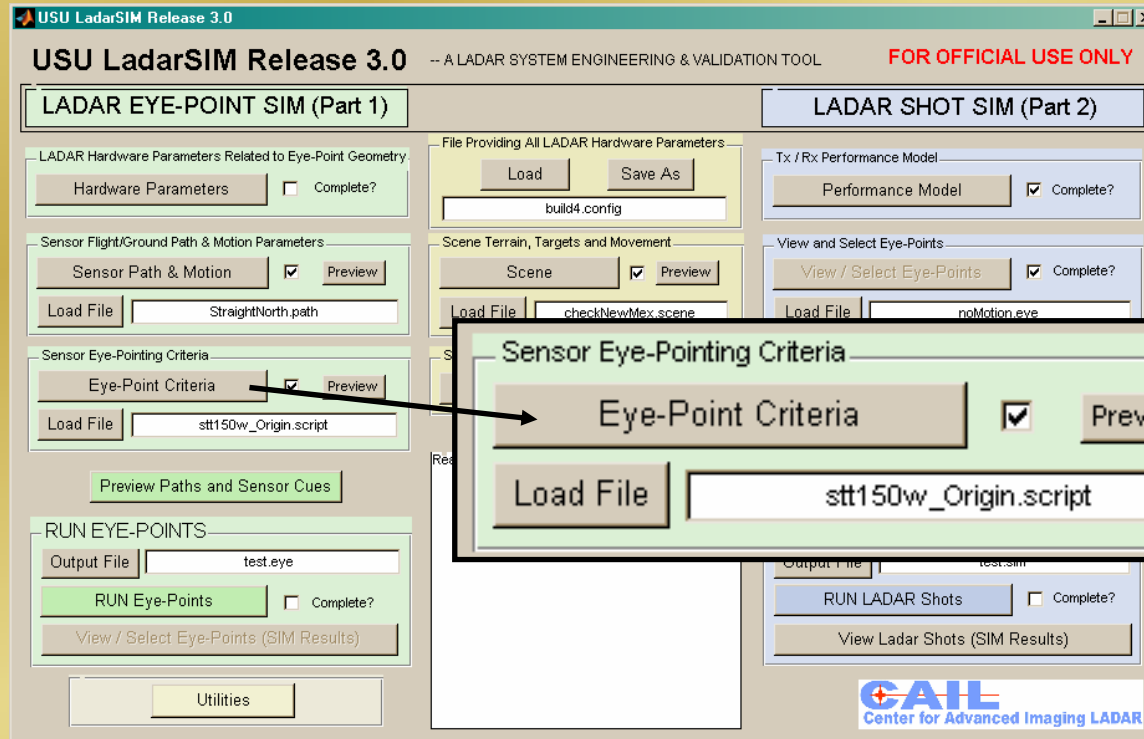 USU LadarSIM Release 3.0
USU LadarSIM Release 3.0 -- A LADAR SYSTEM ENGINEERING & VALIDATION TOOL FOR OFFICIAL USE ONLY
LADAR EYE-POINT SIM (Part 1)
LADAR Hardware Parameters Related to Eye-Point Geometry
Hardware Parameters Complete?
Sensor Flight/Ground Path & Motion Parameters
Sensor Path & Motion Preview
Load File StraightNorth.path
Sensor Eye-Pointing Criteria
Eye-Point Criteria Preview
Load File stt150w_Origin.script
Preview Paths and Sensor Cues
RUN EYE-POINTS
Output File test.eye
RUN Eye-Points Complete?
View / Select Eye-Points (SIM Results)
Utilities
File Providing All LADAR Hardware Parameters
Load Save As
build4.config
Scene Terrain, Targets and Movement
Scene Preview
Load File checkNewMex.scene
LADAR SHOT SIM (Part 2)
Tx / Rx Performance Model
Performance Model Complete?
View and Select Eye-Points
View / Select Eye-Points Complete?
Load File noMotion.eye
Sensor Eye-Pointing Criteria
Eye-Point Criteria Prev
Load File stt150w_Origin.script
Output File test.sim
RUN LADAR Shots Complete?
View Ladar Shots (SIM Results)
CAIL
Center for Advanced Imaging LADAR